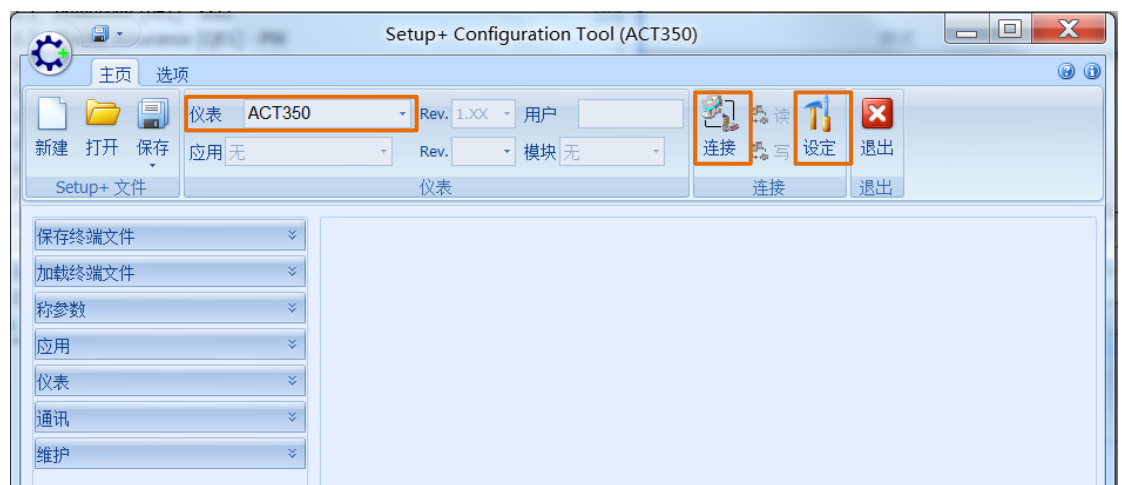 Setup+ Configuration Tool (ACT350)
主页 选项
仪表 ACT350 Rev. 1.XX 用户
新建 打开 保存 应用 无 Rev. 模块 无 连接 读 写 设定 退出
Setup+ 文件 仪表 连接 退出
保存终端文件
加载终端文件
称参数
应用
仪表
通讯
维护